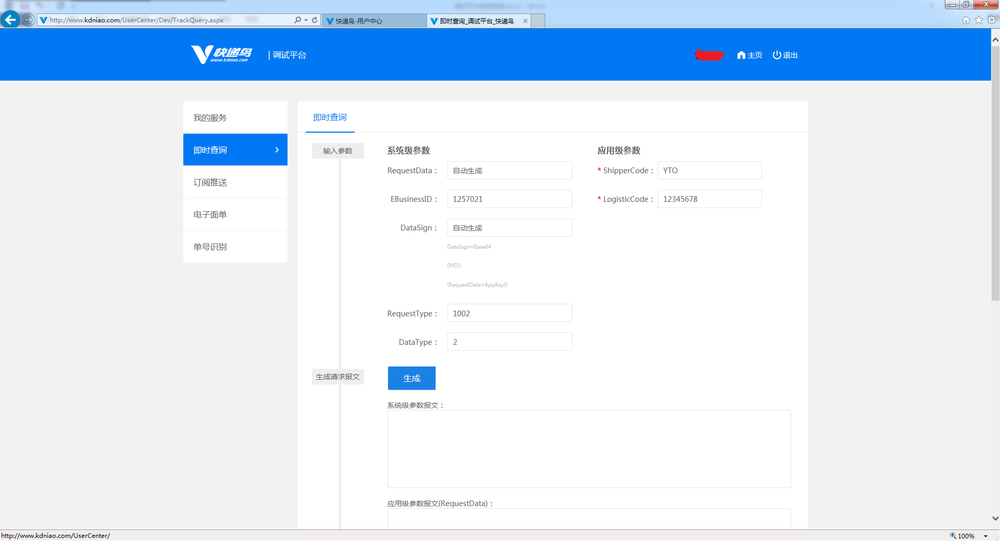 http://www.kdniao.com/UserCenter/Dev/TrackQuery.aspx
快递鸟-用户中心
即时查询_调试平台_快递鸟
快递鸟
www.kdniao.com
调试平台
主页
退出
我的服务
即时查询
订阅推送
电子面单
单号识别
即时查询
输入参数
系统级参数
应用级参数
RequestData：
自动生成
* ShipperCode：
YTO
EBusinessID：
1257021
* LogisticCode：
12345678
DataSign：
自动生成
DataSign=Base64
(MD5
(RequestData+AppKey))
RequestType：
1002
DataType：
2
生成请求报文
生成
系统级参数报文：
应用级参数报文(RequestData)：
http://www.kdniao.com/UserCenter/
100%